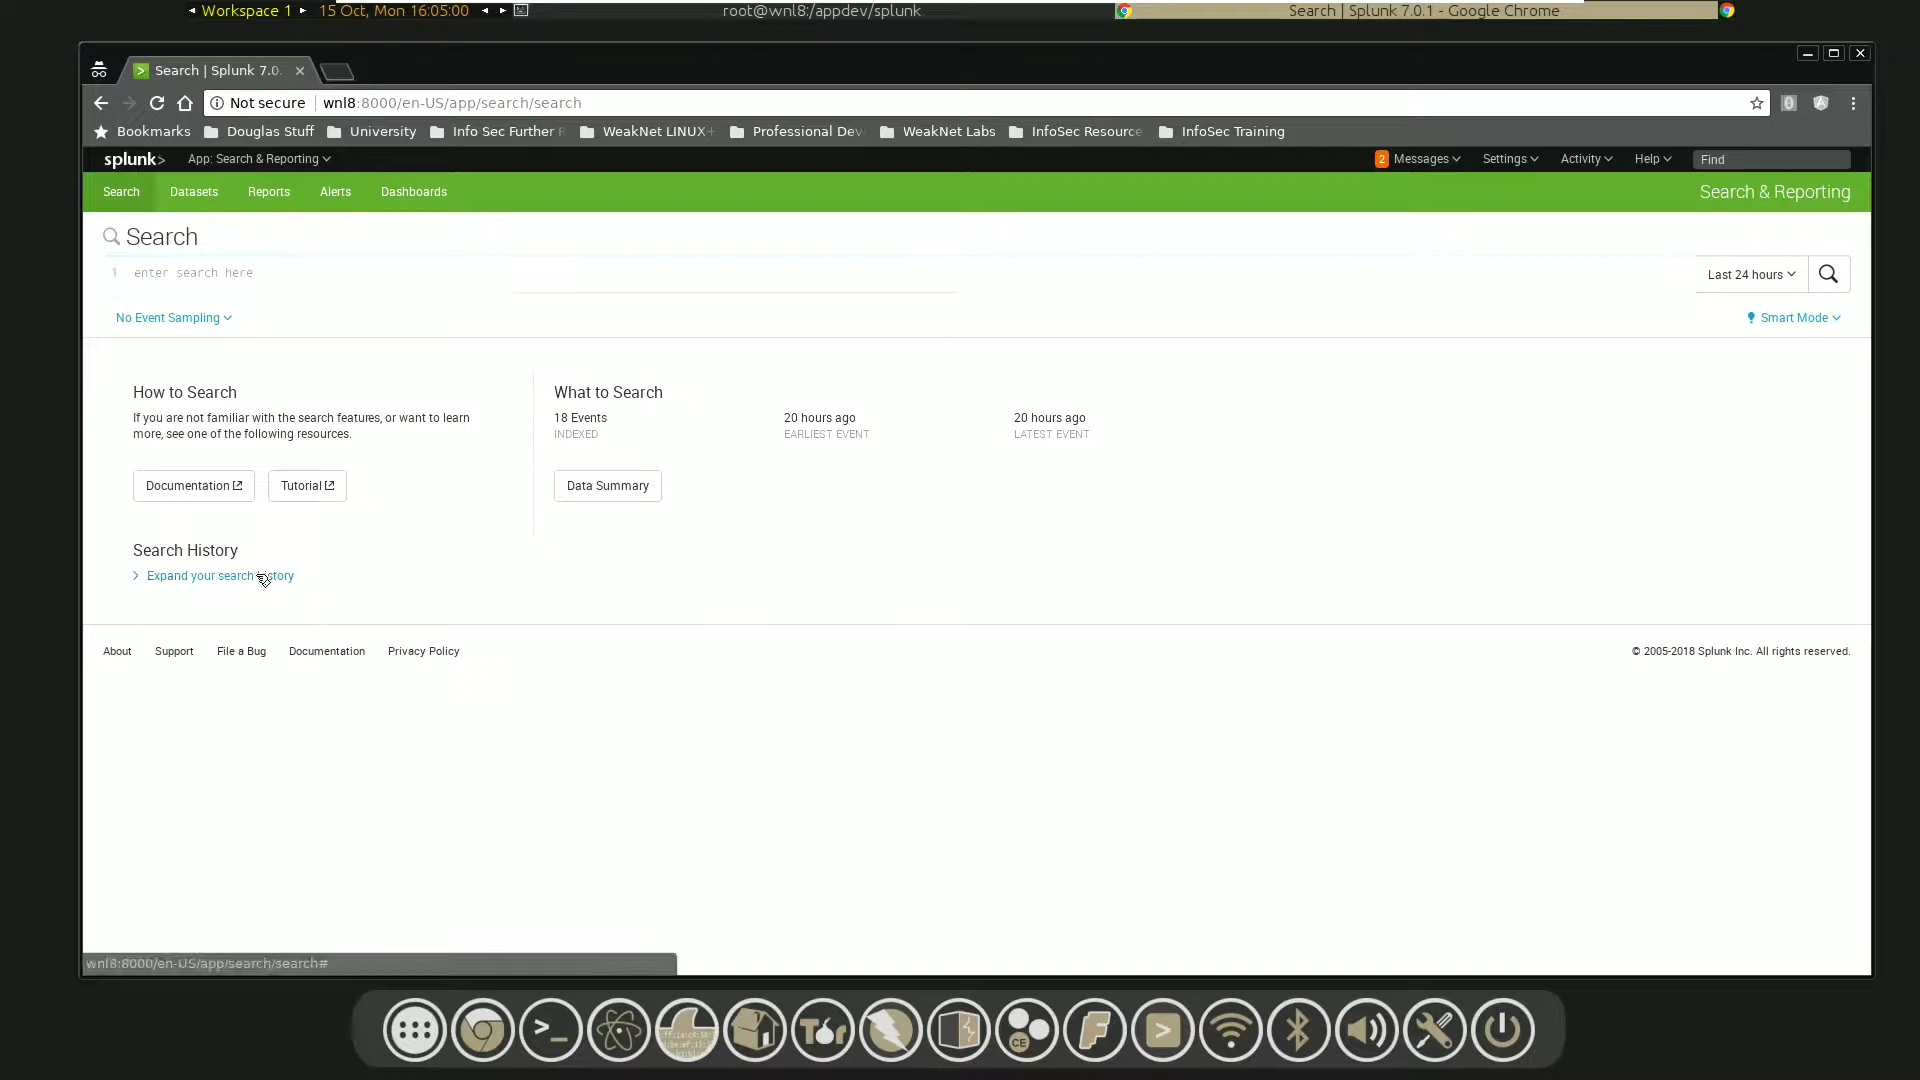 Workspace 1
15 Oct, Mon 16:05:00
root@wnl8:/appdev/splunk
Search | Splunk 7.0.1 - Google Chrome
Search | Splunk 7.0.
Not secure
wnl8:8000/en-US/app/search/search
Bookmarks
Douglas Stuff
University
Info Sec Further
WeakNet LINUX+
Professional Dev
WeakNet Labs
InfoSec Resource
InfoSec Training
splunk>
App: Search & Reporting
2 Messages
Settings
Activity
Help
Find
Search
Datasets
Reports
Alerts
Dashboards
Search & Reporting
Search
1 enter search here
Last 24 hours
No Event Sampling
Smart Mode
How to Search
If you are not familiar with the search features, or want to learn
more, see one of the following resources.
Documentation
Tutorial
What to Search
18 Events
INDEXED
20 hours ago
EARLIEST EVENT
20 hours ago
LATEST EVENT
Data Summary
Search History
Expand your search history
About
Support
File a Bug
Documentation
Privacy Policy
© 2005-2018 Splunk Inc. All rights reserved.
wnl8:8000/en-US/app/search/search#
Tor
CE